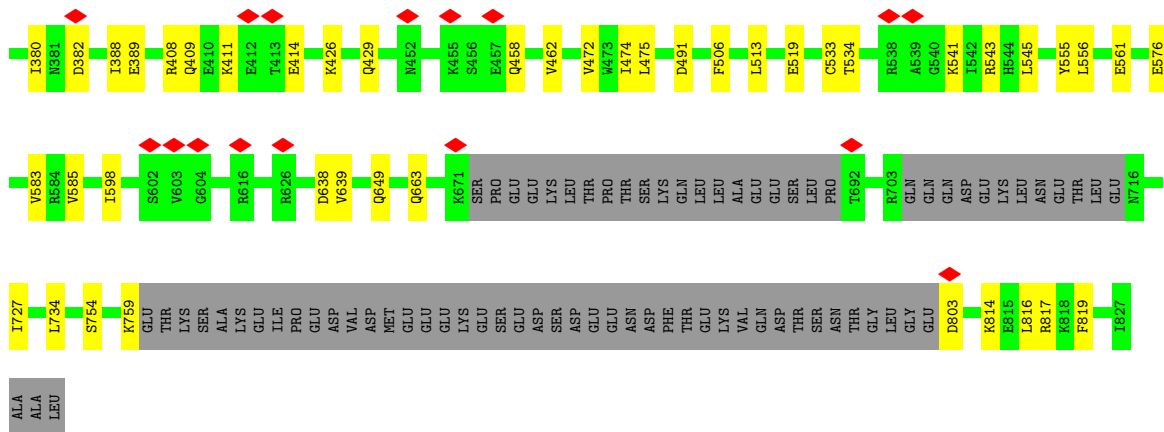 I380 N381 D382 I388 E389 R408 Q409 E410 K411 E412 T413 E414 K426 Q429 N452 K455 S456 E457 Q458 V462 V472 W473 I474 L475 D491 F506 L513 E519 C533 T534 R538 A539 G540 K541 I542 R543 H544 L545 Y555 L556 E561 E576
V583 R584 V585 I598 S602 V603 G604 R616 R626 D638 V639 Q649 Q663 K671 SER PRO GLU GLU LYS LEU THR PRO THR SER LYS GLN LEU LEU ALA GLU GLU SER LEU PRO T692 R703 GLN GLN GLN ASP GLU LYS LEU ASN GLU THR LEU GLU N716
I727 L734 S754 K759 GLU THR LYS SER ALA LYS GLU ILE PRO GLU ASP VAL ASP MET GLU GLU GLU LYS GLU SER GLU ASP SER ASP GLU GLU ASN ASP PHE THR GLU LYS VAL GLN ASP THR SER ASN THR GLY LEU GLY GLU D803 K814 E815 L816 R817 K818 F819 I827
ALA ALA LEU